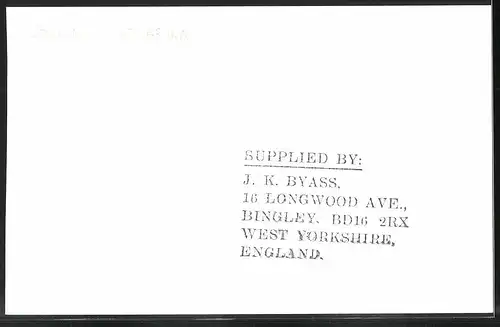 SUPPLIED BY:
J. K. BYASS,
16 LONGWOOD AVE.,
BINGLEY, BD16 2RX
WEST YORKSHIRE,
ENGLAND.